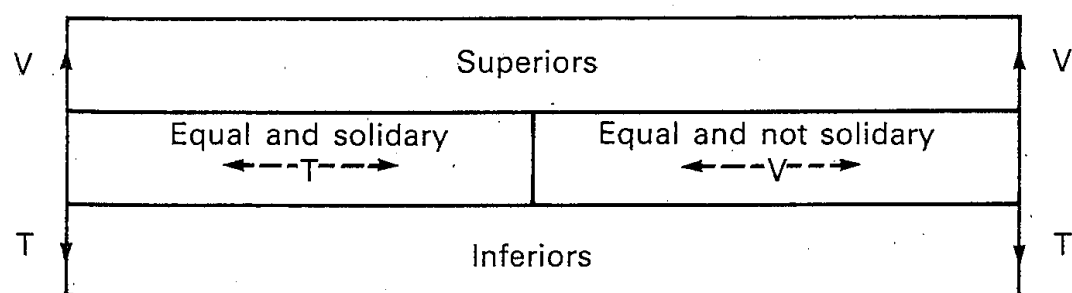 V Superiors V
Equal and solidary Equal and not solidary
T V
T Inferiors T